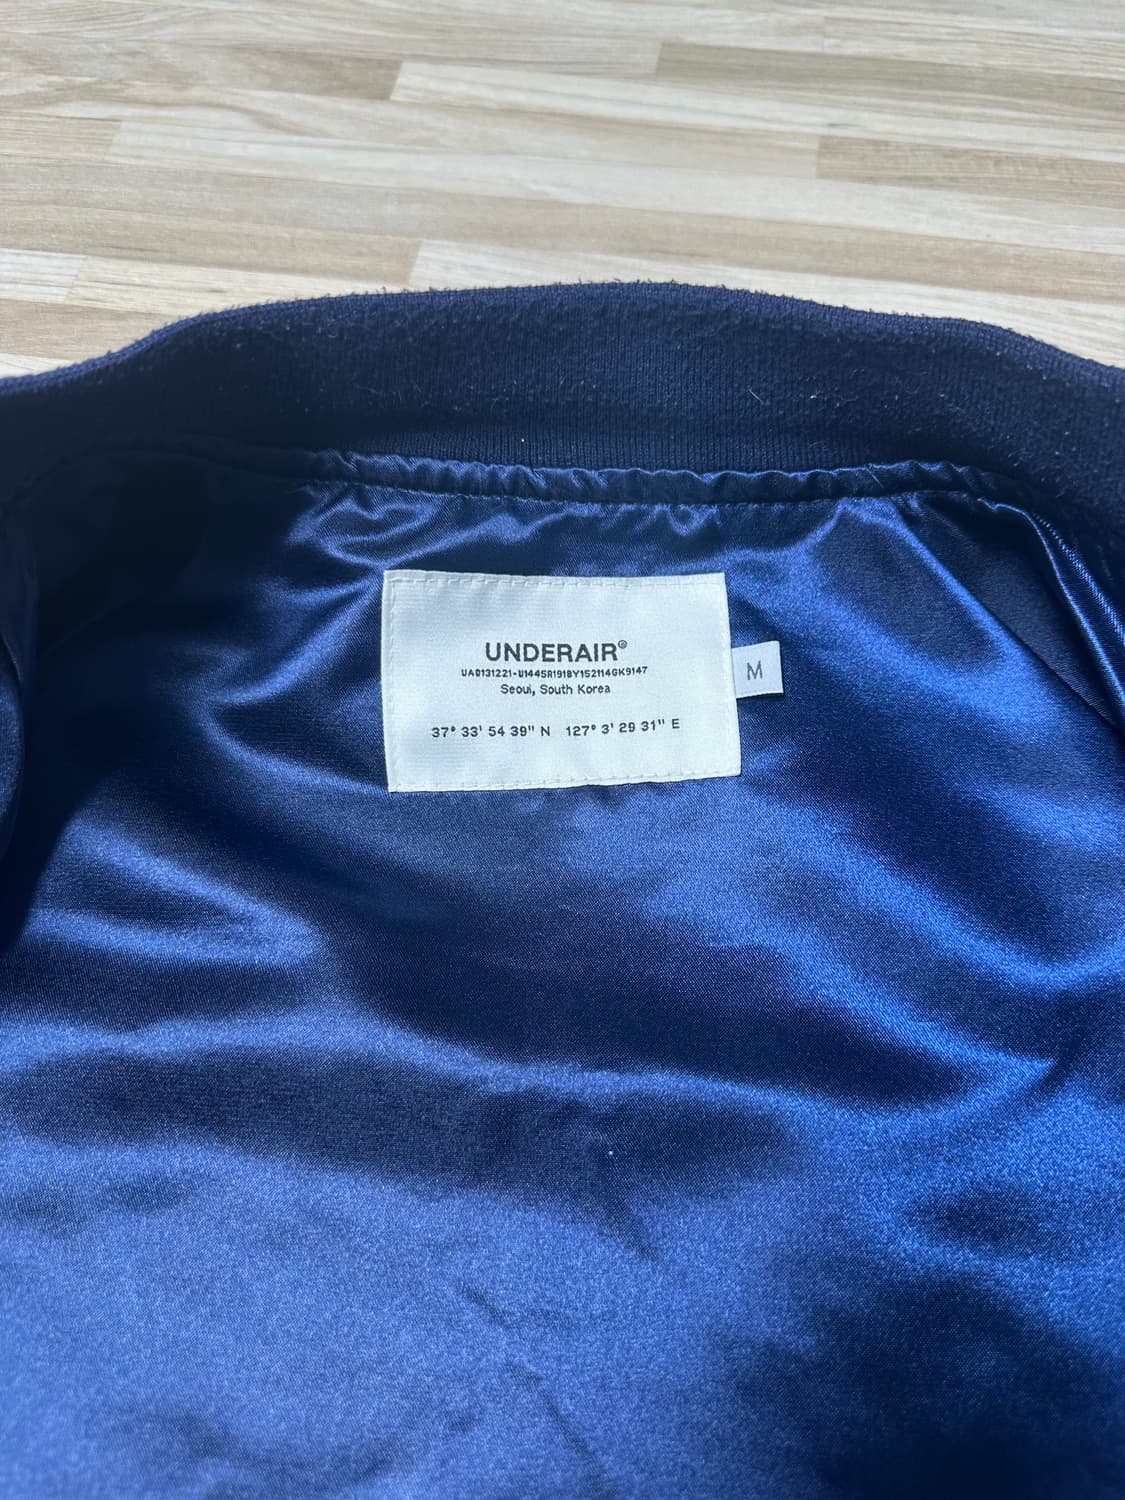 UNDERAIR®
UA0131221-U1445R1918Y152114GK9147
Seoul, South Korea
37° 33' 54 39" N 127° 3' 29 31" E
M